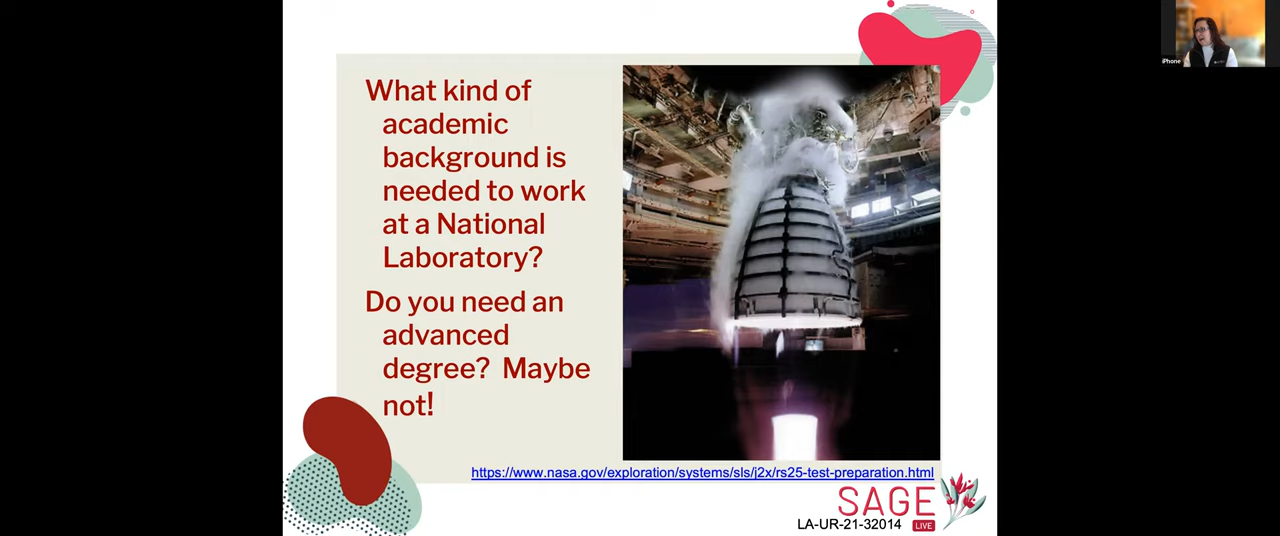 What kind of
academic
background is
needed to work
at a National
Laboratory?
Do you need an
advanced
degree?  Maybe
not!
https://www.nasa.gov/exploration/systems/sls/j2x/rs25-test-preparation.html
SAGE
LA-UR-21-32014
LIVE
iPhone